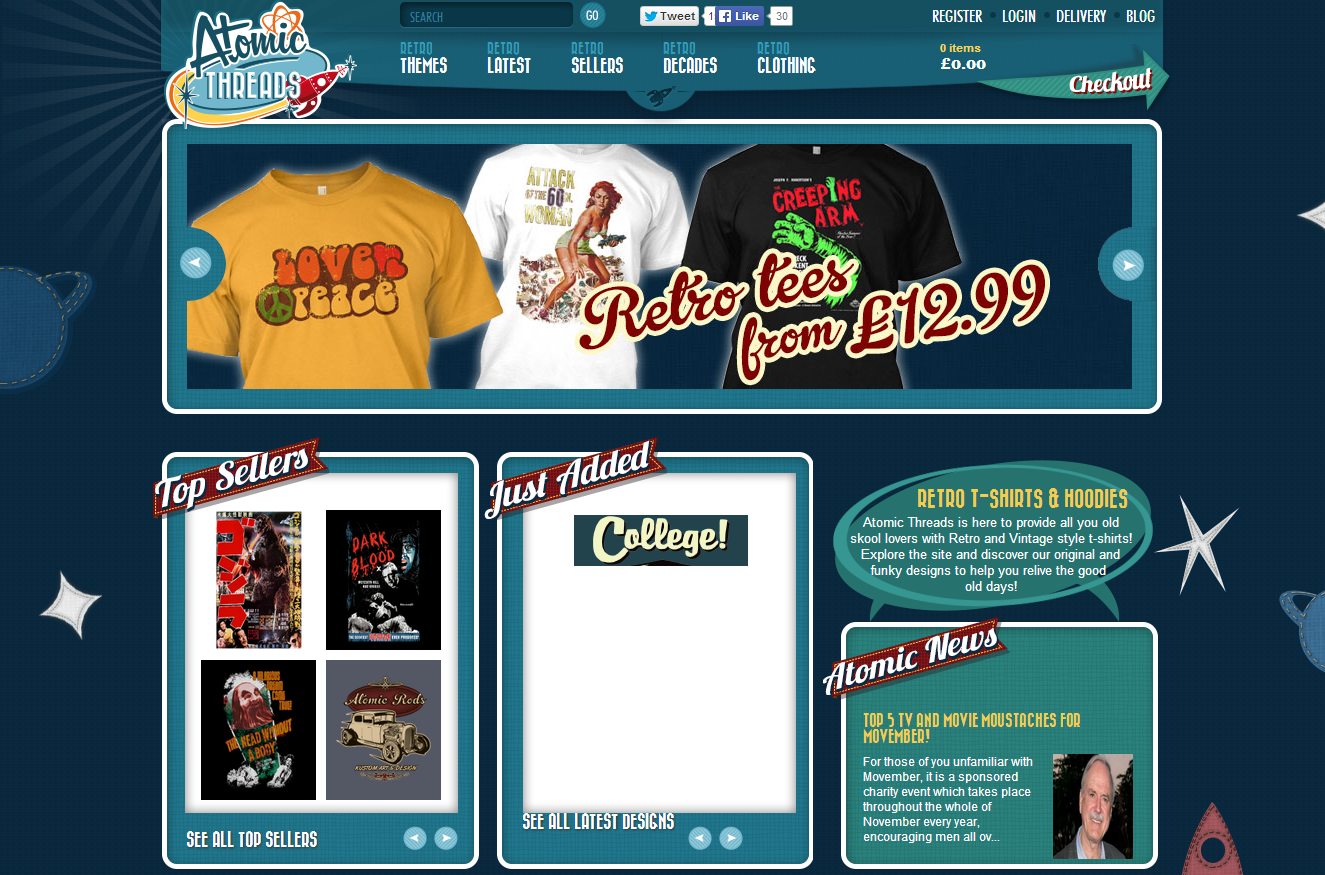 Atomic
THREADS
SEARCH
GO
Tweet
1
Like
30
REGISTER
LOGIN
DELIVERY
BLOG
RETRO
THEMES
RETRO
LATEST
RETRO
SELLERS
RETRO
DECADES
RETRO
CLOTHING
0 items
£0.00
Checkout
LOVE
PEACE
ATTACK
OF THE 60 FT.
WOMAN
THE
CREEPING
ARM
Retro tees
from £12.99
Top Sellers
ゴジラ
DARK
BLOOD
THE HEAD WITHOUT
A BODY
Atomic Rods
KUSTOM ART & DESIGN
SEE ALL TOP SELLERS
Just Added
College!
SEE ALL LATEST DESIGNS
RETRO T-SHIRTS & HOODIES
Atomic Threads is here to provide all you old
skool lovers with Retro and Vintage style t-shirts!
Explore the site and discover our original and
funky designs to help you relive the good
old days!
Atomic News
TOP 5 TV AND MOVIE MOUSTACHES FOR
MOVEMBER!
For those of you unfamiliar with
Movember, it is a sponsored
charity event which takes place
throughout the whole of
November every year,
encouraging men all ov...